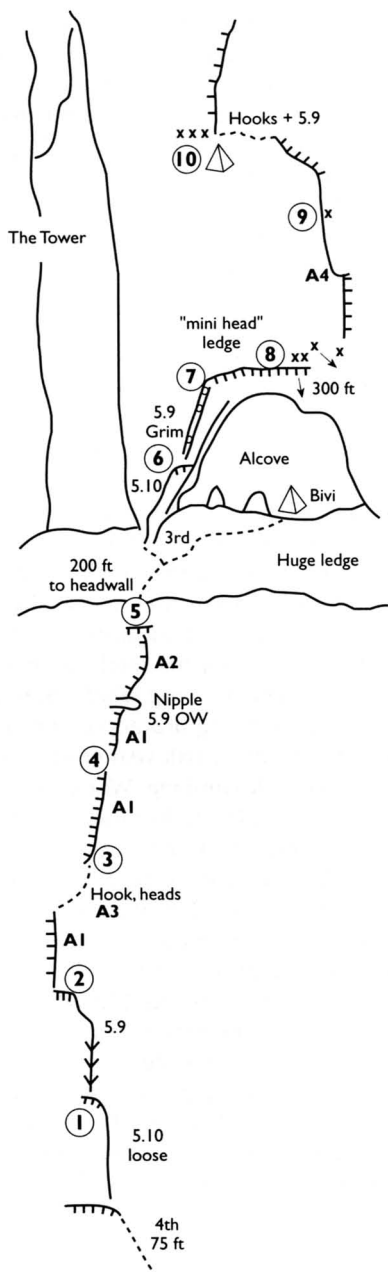 Hooks + 5.9
x x x
10
9
x
The Tower
A4
"mini head"
ledge
8
xx
x
x
7
300 ft
5.9
Grim
6
5.10
Alcove
Bivi
3rd
200 ft
to headwall
Huge ledge
5
A2
Nipple
5.9 OW
A1
4
A1
3
Hook, heads
A3
A1
2
5.9
1
5.10
loose
4th
75 ft